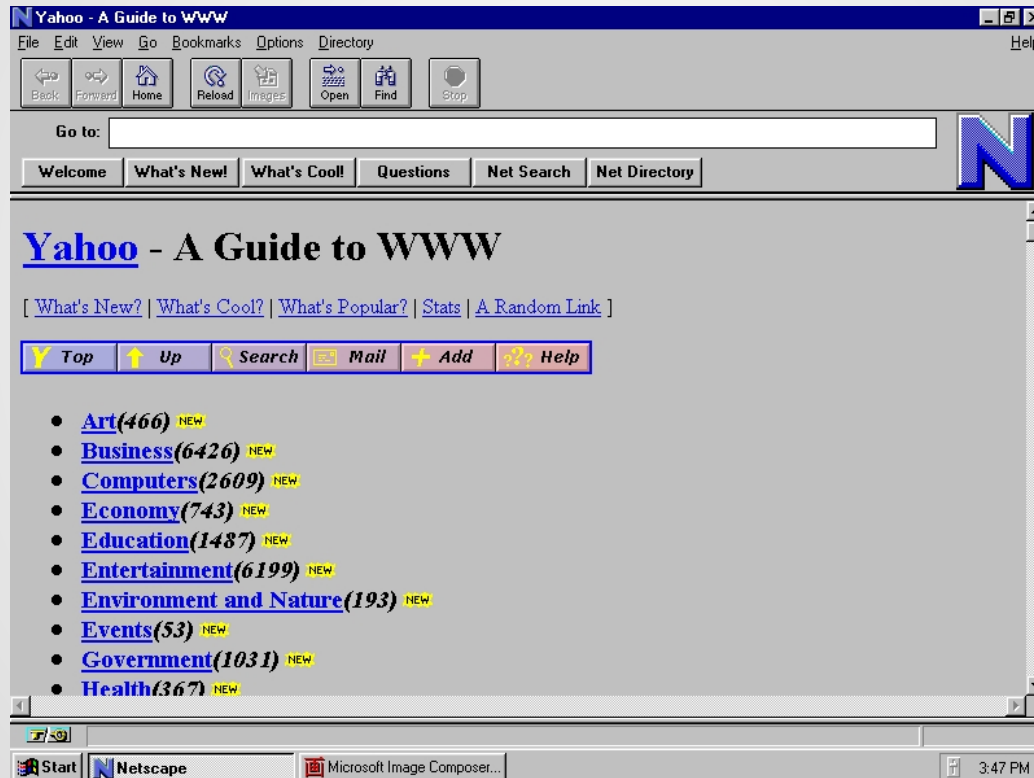 Yahoo - A Guide to WWW
File Edit View Go Bookmarks Options Directory Help
Back Forward Home Reload Images Open Find Stop
Go to:
Welcome What's New! What's Cool! Questions Net Search Net Directory
Yahoo - A Guide to WWW
[ What's New? | What's Cool? | What's Popular? | Stats | A Random Link ]
Y Top Up Search Mail + Add ??? Help
Art(466) NEW
Business(6426) NEW
Computers(2609) NEW
Economy(743) NEW
Education(1487) NEW
Entertainment(6199) NEW
Environment and Nature(193) NEW
Events(53) NEW
Government(1031) NEW
Health(367) NEW
Start Netscape Microsoft Image Composer... 3:47 PM